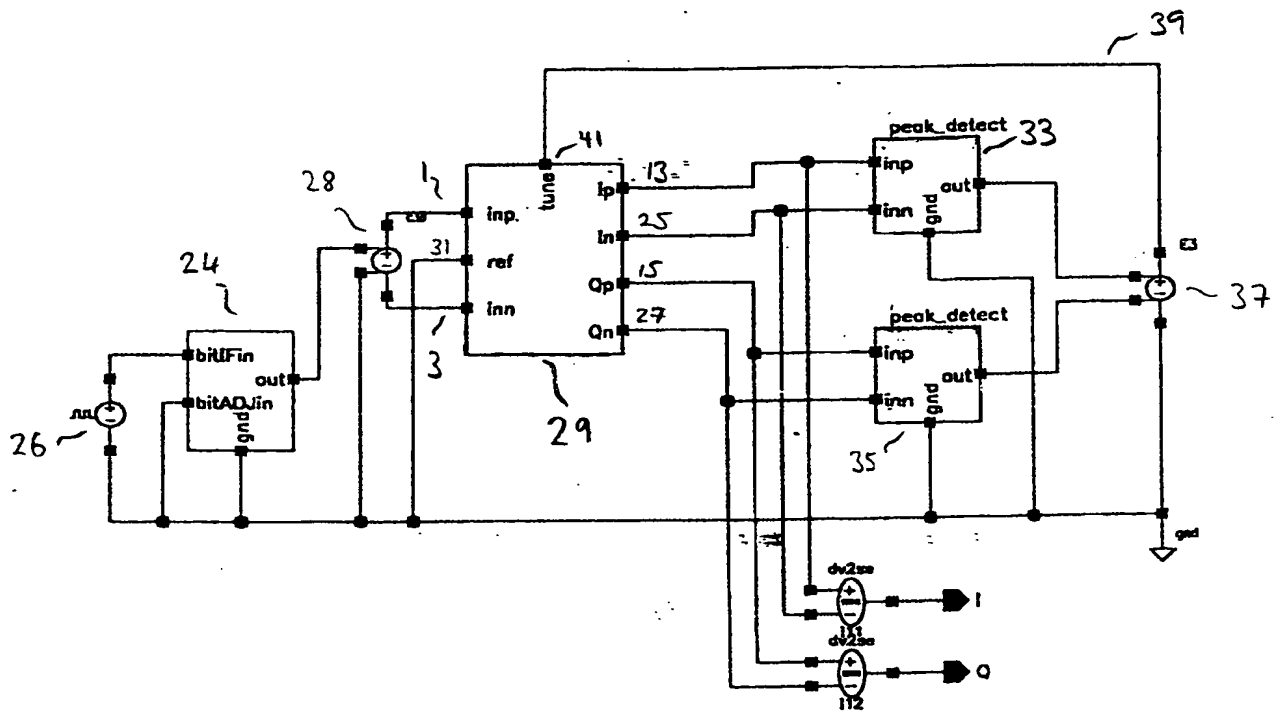 39
peak_detect
33
inp
inn
out
gnd
41
tune
1
inp.
31
ref
3
inn
Ip
In
Qp
Qn
13
25
15
27
29
28
24
bitIFin
bitADJin
out
gnd
26
peak_detect
inp
inn
out
gnd
35
E3
37
gnd
dv2se
I
I11
dv2se
Q
I12